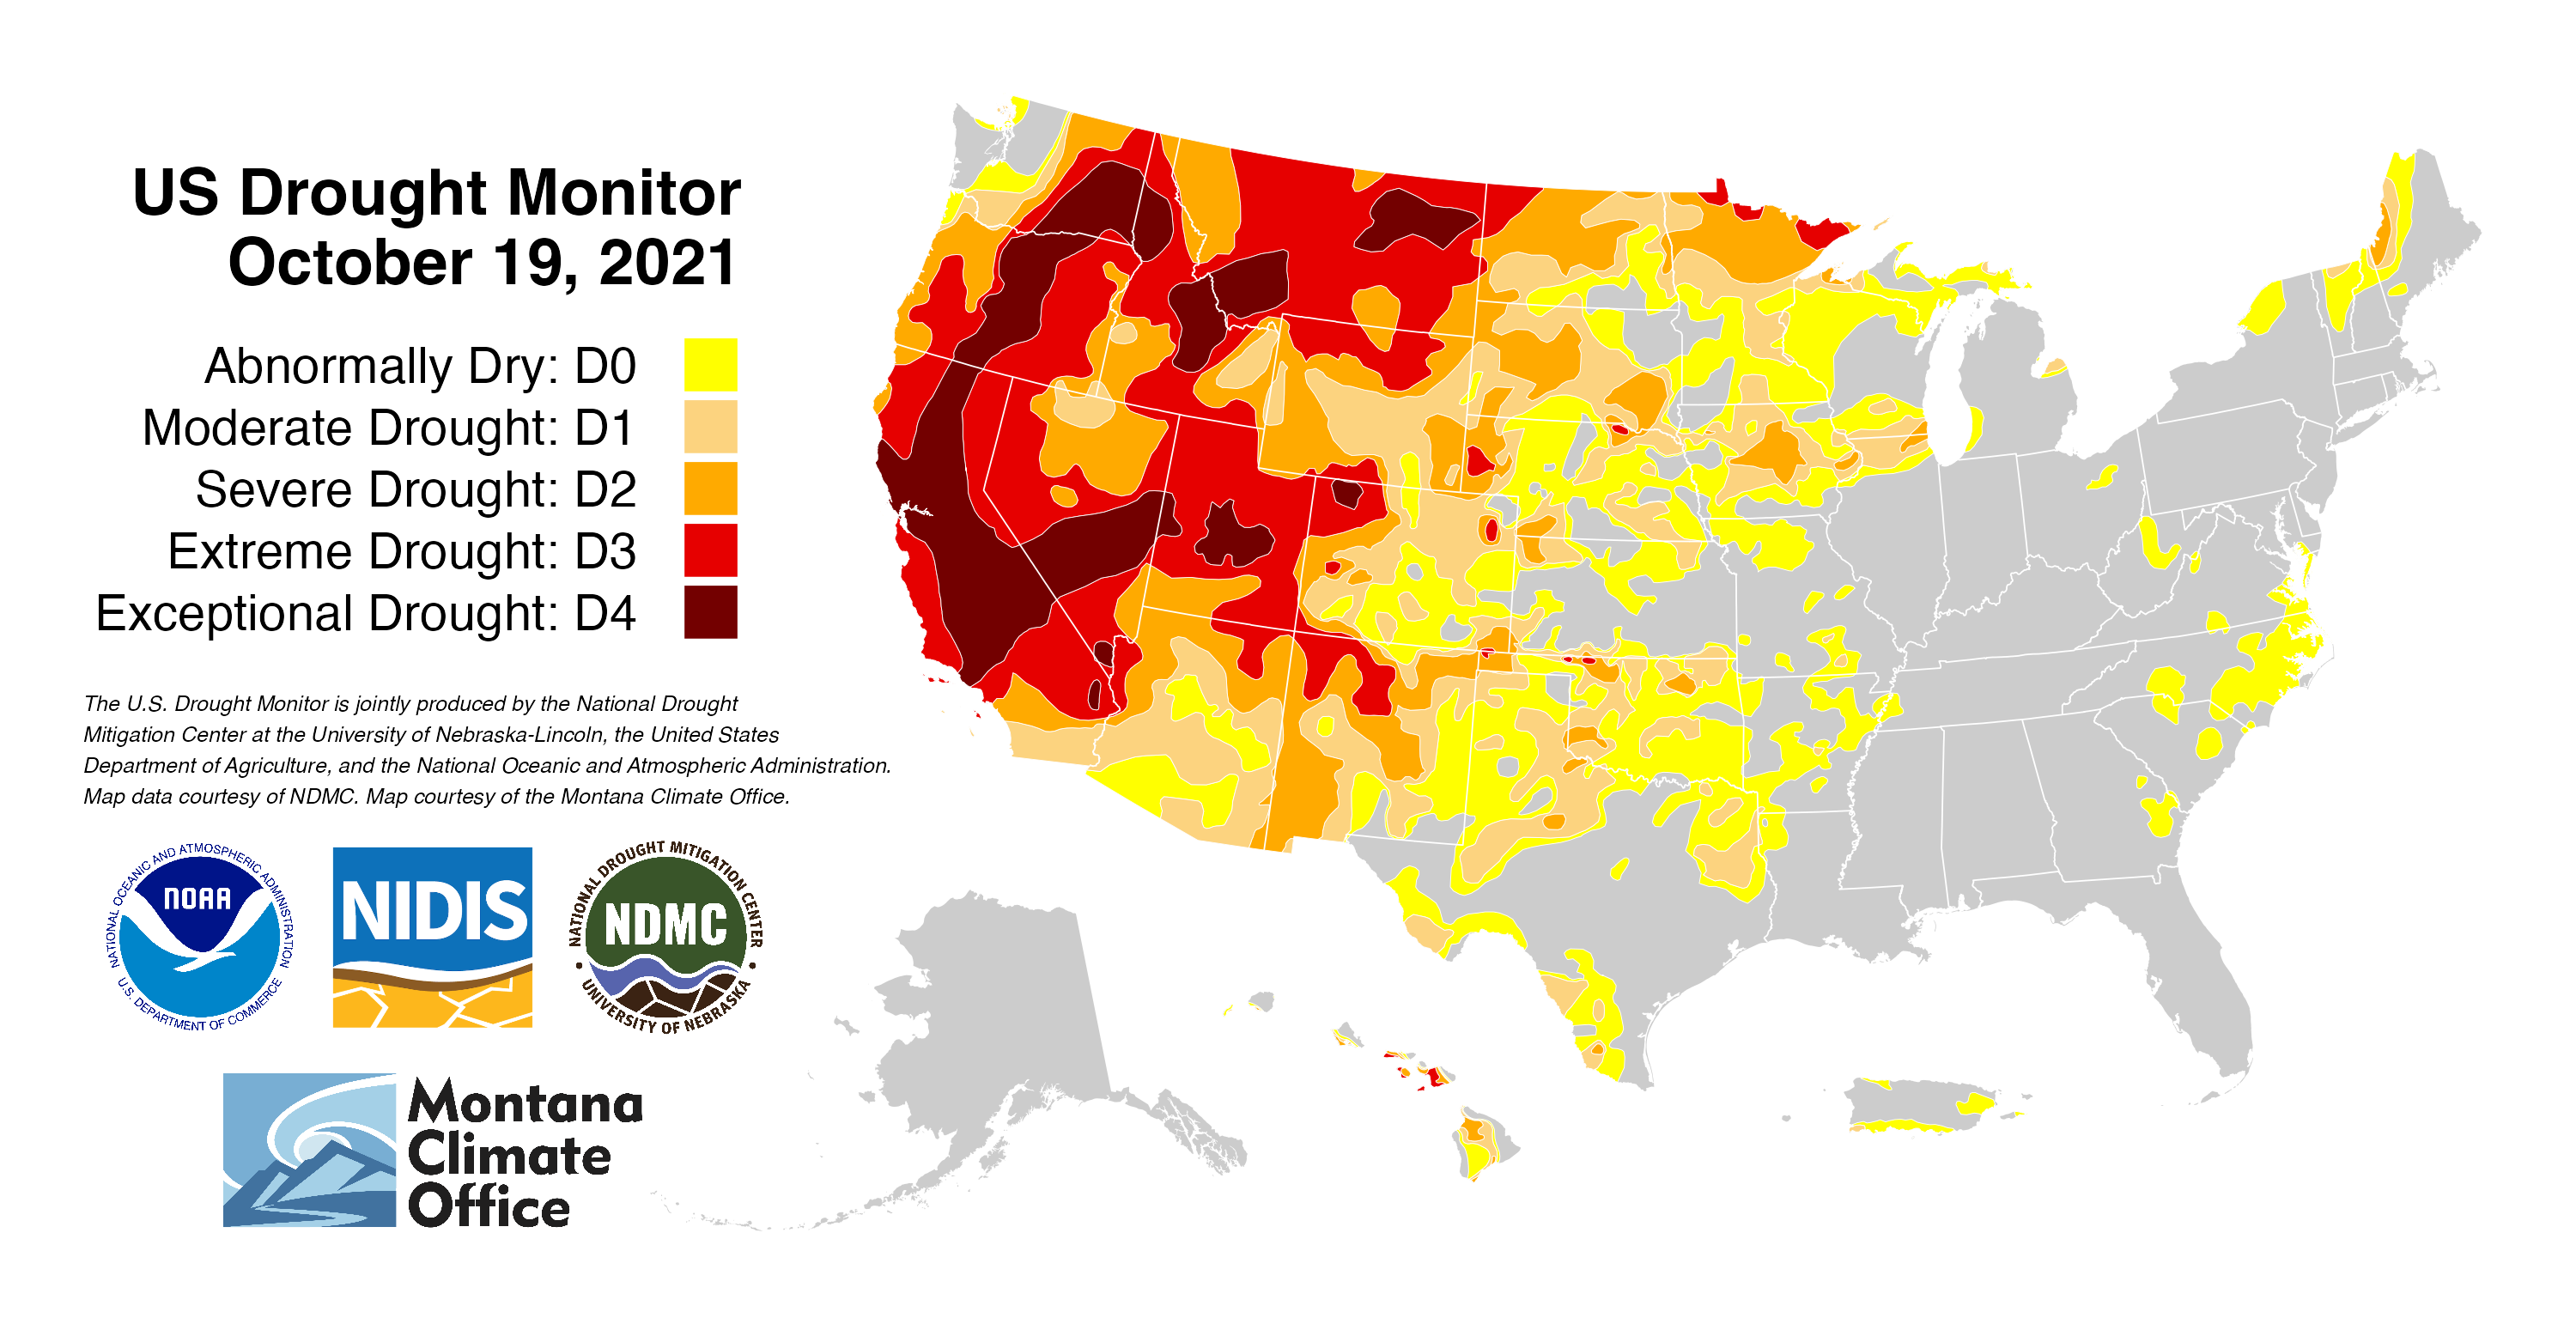 US Drought Monitor
October 19, 2021
Abnormally Dry: D0
Moderate Drought: D1
Severe Drought: D2
Extreme Drought: D3
Exceptional Drought: D4
The U.S. Drought Monitor is jointly produced by the National Drought
Mitigation Center at the University of Nebraska-Lincoln, the United States
Department of Agriculture, and the National Oceanic and Atmospheric Administration.
Map data courtesy of NDMC. Map courtesy of the Montana Climate Office.
NATIONAL OCEANIC AND ATMOSPHERIC ADMINISTRATION
NOAA
U.S. DEPARTMENT OF COMMERCE
NIDIS
NATIONAL DROUGHT MITIGATION CENTER
NDMC
UNIVERSITY OF NEBRASKA
Montana
Climate
Office